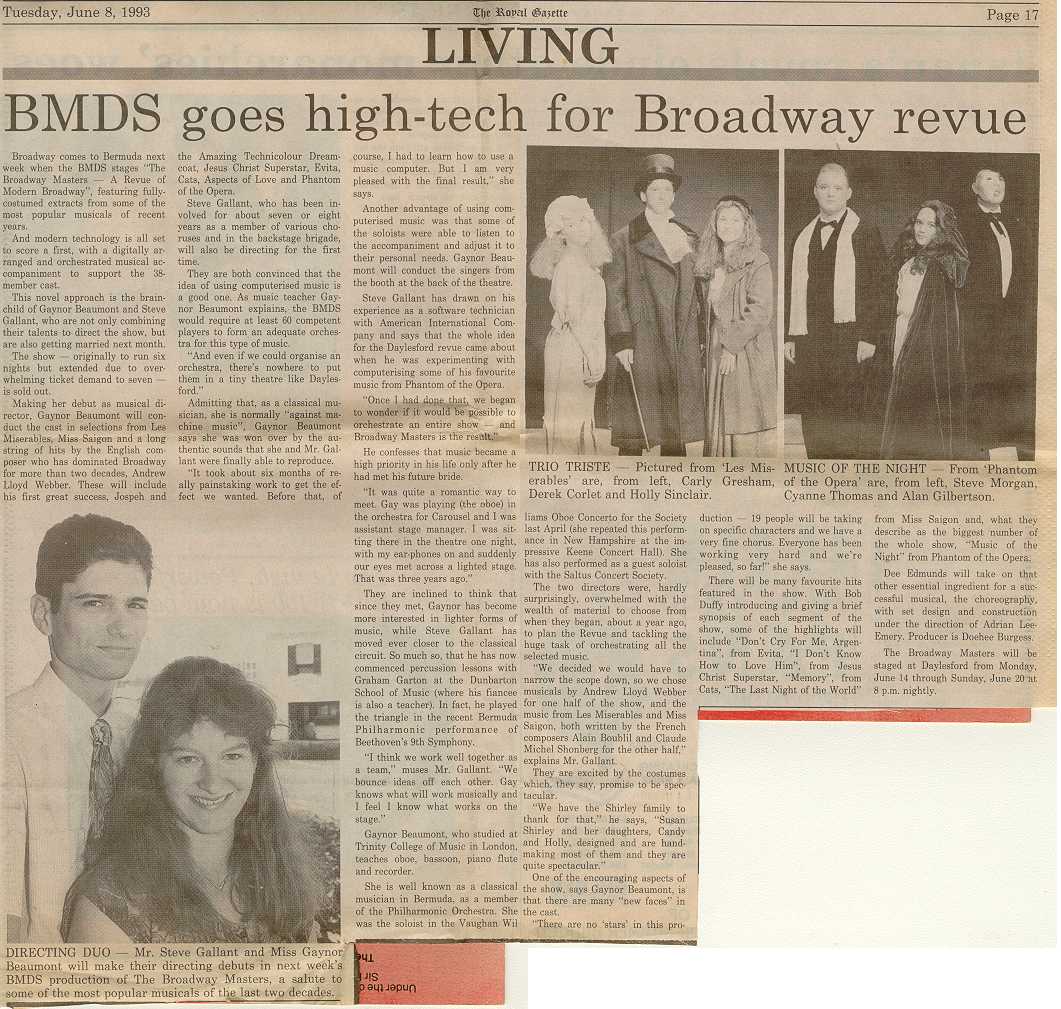 Tuesday, June 8, 1993
The Royal Gazette
Page 17
LIVING
BMDS goes high-tech for Broadway revue
Broadway comes to Bermuda next
week when the BMDS stages "The
Broadway Masters — A Revue of
Modern Broadway", featuring fully-
costumed extracts from some of the
most popular musicals of recent
years.
And modern technology is all set
to score a first, with a digitally ar-
ranged and orchestrated musical ac-
companiment to support the 38-
member cast.
This novel approach is the brain-
child of Gaynor Beaumont and Steve
Gallant, who are not only combining
their talents to direct the show, but
are also getting married next month.
The show — originally to run six
nights but extended due to over-
whelming ticket demand to seven —
is sold out.
Making her debut as musical di-
rector, Gaynor Beaumont will con-
duct the cast in selections from Les
Miserables, Miss Saigon and a long
string of hits by the English com-
poser who has dominated Broadway
for more than two decades, Andrew
Lloyd Webber. These will include
his first great success, Jospeh and
the Amazing Technicolour Dream-
coat, Jesus Christ Superstar, Evita,
Cats, Aspects of Love and Phantom
of the Opera.
Steve Gallant, who has been in-
volved for about seven or eight
years as a member of various cho-
ruses and in the backstage brigade,
will also be directing for the first
time.
They are both convinced that the
idea of using computerised music is
a good one. As music teacher Gay-
nor Beaumont explains, the BMDS
would require at least 60 competent
players to form an adequate orches-
tra for this type of music.
"And even if we could organise an
orchestra, there's nowhere to put
them in a tiny theatre like Dayles-
ford."
Admitting that, as a classical mu-
sician, she is normally "against ma-
chine music", Gaynor Beaumont
says she was won over by the au-
thentic sounds that she and Mr. Gal-
lant were finally able to reproduce.
"It took about six months of re-
ally painstaking work to get the ef-
fect we wanted. Before that, of
course, I had to learn how to use a
music computer. But I am very
pleased with the final result," she
says.
Another advantage of using com-
puterised music was that some of
the soloists were able to listen to
the accompaniment and adjust it to
their personal needs. Gaynor Beau-
mont will conduct the singers from
the booth at the back of the theatre.
Steve Gallant has drawn on his
experience as a software technician
with American International Com-
pany and says that the whole idea
for the Daylesford revue came about
when he was experimenting with
computerising some of his favourite
music from Phantom of the Opera.
"Once I had done that, we began
to wonder if it would be possible to
orchestrate an entire show — and
Broadway Masters is the result."
He confesses that music became a
high priority in his life only after he
had met his future bride.
"It was quite a romantic way to
meet. Gay was playing (the oboe) in
the orchestra for Carousel and I was
assistant stage manager. I was sit-
ting there in the theatre one night,
with my ear-phones on and suddenly
our eyes met across a lighted stage.
That was three years ago."
They are inclined to think that
since they met, Gaynor has become
more interested in lighter forms of
music, while Steve Gallant has
moved ever closer to the classical
circuit. So much so, that he has now
commenced percussion lessons with
Graham Garton at the Dunbarton
School of Music (where his fiancee
is also a teacher). In fact, he played
the triangle in the recent Bermuda
Philharmonic performance of
Beethoven's 9th Symphony.
"I think we work well together as
a team," muses Mr. Gallant. "We
bounce ideas off each other. Gay
knows what will work musically and
I feel I know what works on the
stage."
Gaynor Beaumont, who studied at
Trinity College of Music in London,
teaches oboe, bassoon, piano flute
and recorder.
She is well known as a classical
musician in Bermuda, as a member
of the Philharmonic Orchestra. She
was the soloist in the Vaughan Wil
TRIO TRISTE — Pictured from 'Les Mis-
erables' are, from left, Carly Gresham,
Derek Corlet and Holly Sinclair.
MUSIC OF THE NIGHT — From 'Phantom
of the Opera' are, from left, Steve Morgan,
Cyanne Thomas and Alan Gilbertson.
liams Oboe Concerto for the Society
last April (she repeated this perform-
ance in New Hampshire at the im-
pressive Keene Concert Hall). She
has also performed as a guest soloist
with the Saltus Concert Society.
The two directors were, hardly
surprisingly, overwhelmed with the
wealth of material to choose from
when they began, about a year ago,
to plan the Revue and tackling the
huge task of orchestrating all the
selected music.
"We decided we would have to
narrow the scope down, so we chose
musicals by Andrew Lloyd Webber
for one half of the show, and the
music from Les Miserables and Miss
Saigon, both written by the French
composers Alain Boublil and Claude
Michel Shonberg for the other half,"
explains Mr. Gallant.
They are excited by the costumes
which, they say, promise to be spec-
tacular.
"We have the Shirley family to
thank for that," he says, "Susan
Shirley and her daughters, Candy
and Holly, designed and are hand-
making most of them and they are
quite spectacular."
One of the encouraging aspects of
the show, says Gaynor Beaumont, is
that there are many "new faces" in
the cast.
"There are no 'stars' in this pro-
duction — 19 people will be taking
on specific characters and we have a
very fine chorus. Everyone has been
working very hard and we're
pleased, so far!" she says.
There will be many favourite hits
featured in the show. With Bob
Duffy introducing and giving a brief
synopsis of each segment of the
show, some of the highlights will
include "Don't Cry For Me, Argen-
tina", from Evita, "I Don't Know
How to Love Him", from Jesus
Christ Superstar, "Memory", from
Cats, "The Last Night of the World"
from Miss Saigon and, what they
describe as the biggest number of
the whole show, "Music of the
Night" from Phantom of the Opera.
Dee Edmunds will take on that
other essential ingredient for a suc-
cessful musical, the choreography,
with set design and construction
under the direction of Adrian Lee-
Emery. Producer is Doehee Burgess.
The Broadway Masters will be
staged at Daylesford from Monday,
June 14 through Sunday, June 20 at
8 p.m. nightly.
DIRECTING DUO — Mr. Steve Gallant and Miss Gaynor
Beaumont will make their directing debuts in next week's
BMDS production of The Broadway Masters, a salute to
some of the most popular musicals of the last two decades.
Under the
Sir
The